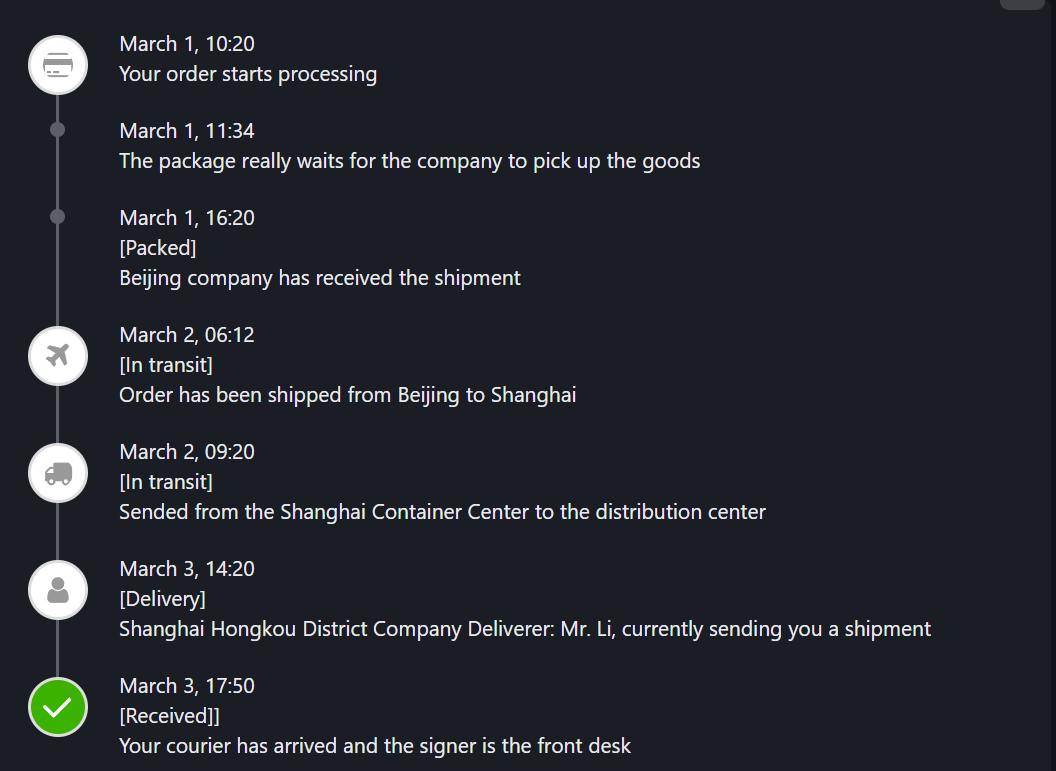 March 1, 10:20
Your order starts processing
March 1, 11:34
The package really waits for the company to pick up the goods
March 1, 16:20
[Packed]
Beijing company has received the shipment
March 2, 06:12
[In transit]
Order has been shipped from Beijing to Shanghai
March 2, 09:20
[In transit]
Sended from the Shanghai Container Center to the distribution center
March 3, 14:20
[Delivery]
Shanghai Hongkou District Company Deliverer: Mr. Li, currently sending you a shipment
March 3, 17:50
[Received]]
Your courier has arrived and the signer is the front desk